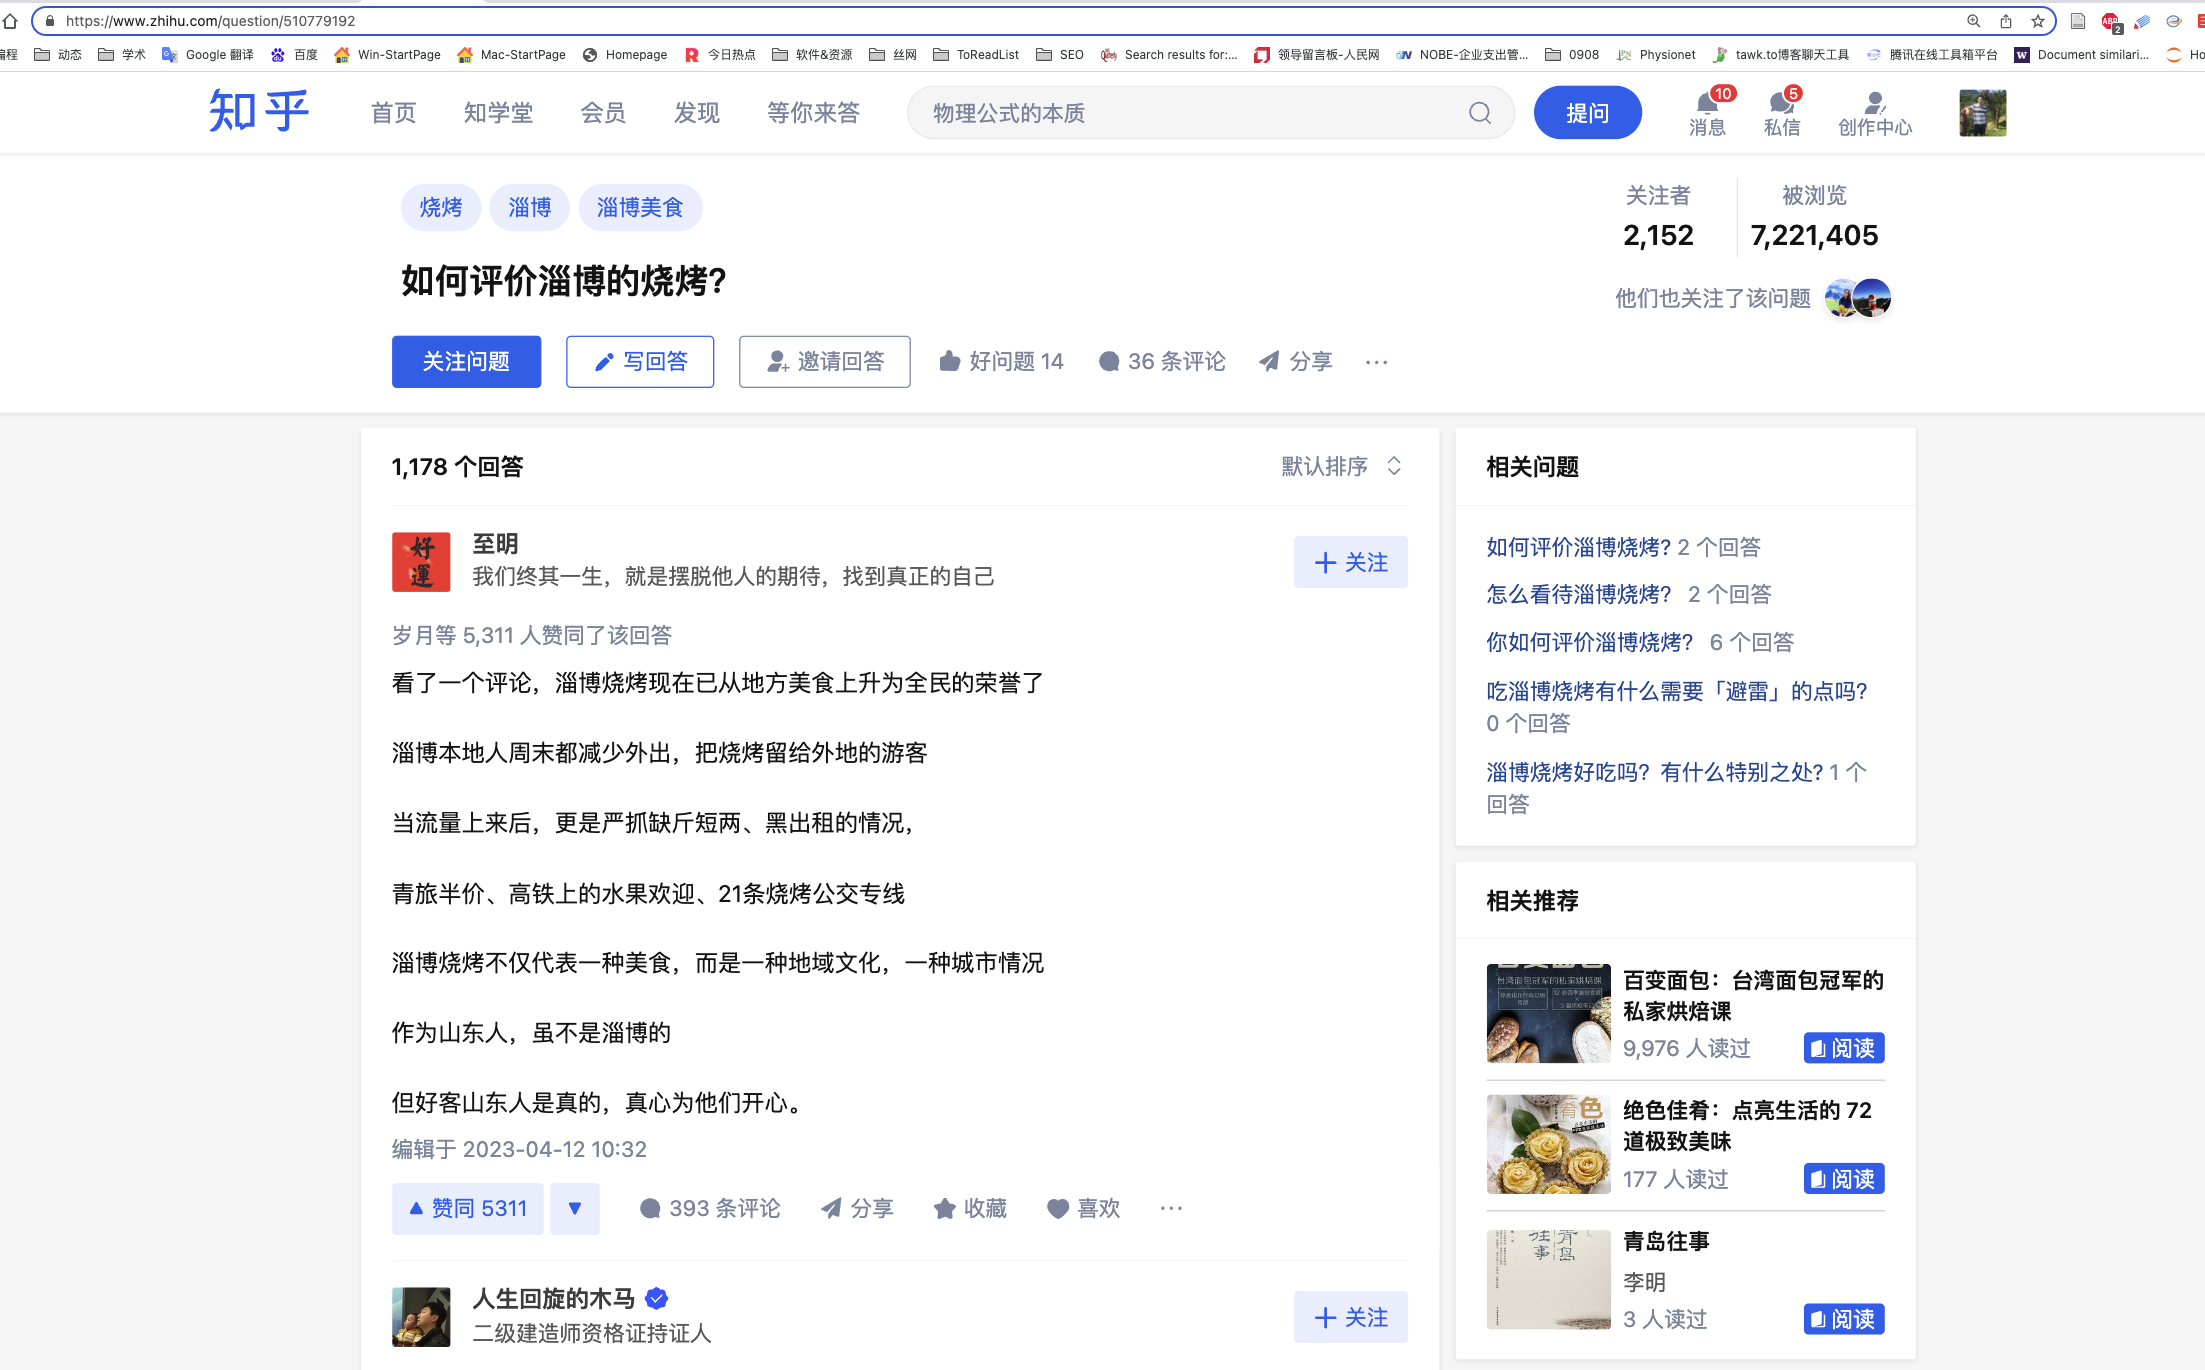 https://www.zhihu.com/question/510779192
编程 动态 学术 Google 翻译 百度 Win-StartPage Mac-StartPage Homepage 今日热点 软件&资源 丝网 ToReadList SEO Search results for:... 领导留言板-人民网 NOBE-企业支出管... 0908 Physionet tawk.to博客聊天工具 腾讯在线工具箱平台 Document similari... Ho
知乎 首页 知学堂 会员 发现 等你来答 物理公式的本质 提问 10 消息 5 私信 创作中心
烧烤 淄博 淄博美食
如何评价淄博的烧烤?
关注者 被浏览
2,152 7,221,405
他们也关注了该问题
关注问题 写回答 邀请回答 好问题 14 36 条评论 分享 ...
1,178 个回答 默认排序
好運
至明
我们终其一生，就是摆脱他人的期待，找到真正的自己
+ 关注
岁月等 5,311 人赞同了该回答
看了一个评论，淄博烧烤现在已从地方美食上升为全民的荣誉了
淄博本地人周末都减少外出，把烧烤留给外地的游客
当流量上来后，更是严抓缺斤短两、黑出租的情况，
青旅半价、高铁上的水果欢迎、21条烧烤公交专线
淄博烧烤不仅代表一种美食，而是一种地域文化，一种城市情况
作为山东人，虽不是淄博的
但好客山东人是真的，真心为他们开心。
编辑于 2023-04-12 10:32
赞同 5311 393 条评论 分享 收藏 喜欢 ...
人生回旋的木马
二级建造师资格证持证人
+ 关注
相关问题
如何评价淄博烧烤? 2 个回答
怎么看待淄博烧烤? 2 个回答
你如何评价淄博烧烤? 6 个回答
吃淄博烧烤有什么需要「避雷」的点吗?
0 个回答
淄博烧烤好吃吗？有什么特别之处? 1 个
回答
相关推荐
台湾面包冠军的私家烘焙课
百变面包：台湾面包冠军的
私家烘焙课
9,976 人读过 阅读
绝色佳肴：点亮生活的 72
道极致美味
177 人读过 阅读
青岛往事
李明
3 人读过 阅读